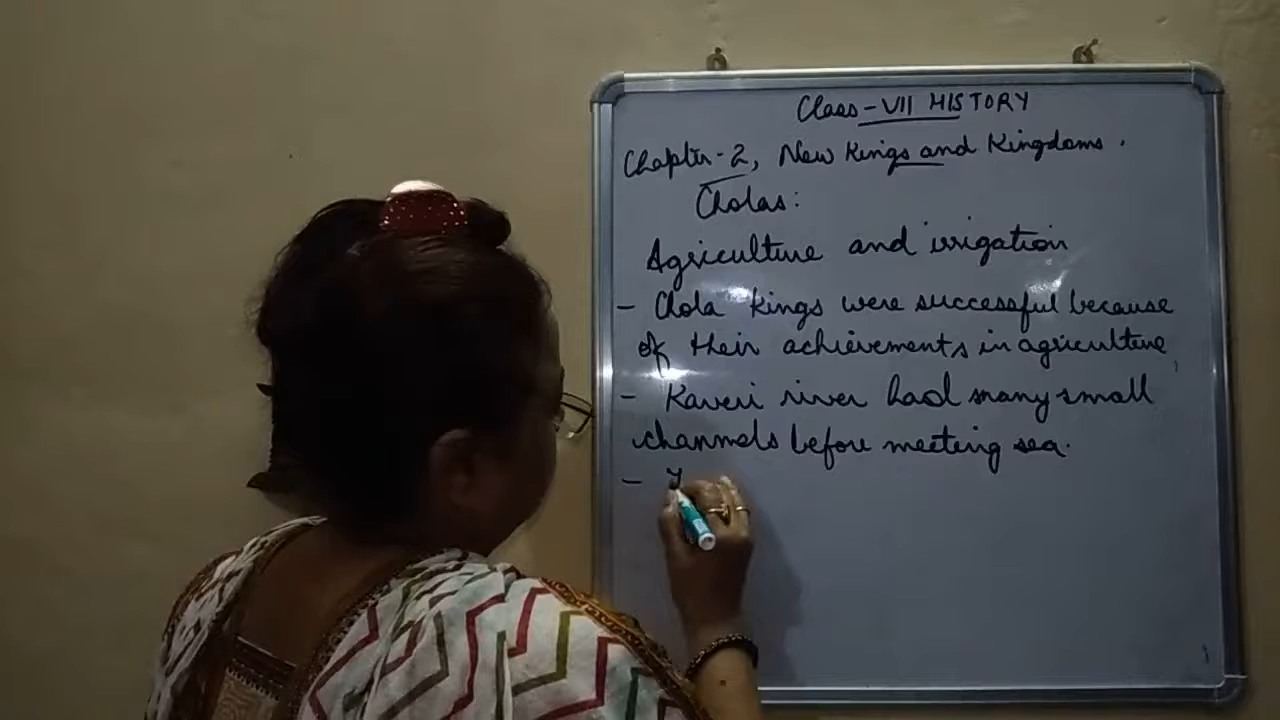 Class-VII HISTORY
Chapter-2, New Kings and Kingdoms.
Cholas:
Agriculture and irrigation
- Chola kings were successful because
of their achievements in agriculture,
- Kaveri river had many small
channels before meeting sea.
-